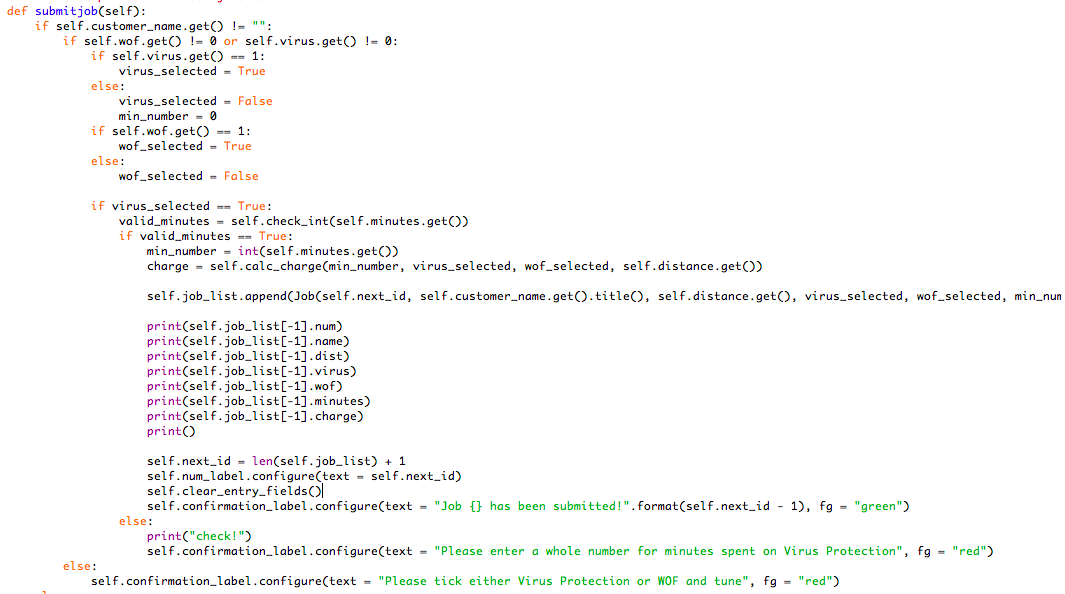 def submitjob(self):
    if self.customer_name.get() != "":
        if self.wof.get() != 0 or self.virus.get() != 0:
            if self.virus.get() == 1:
                virus_selected = True
            else:
                virus_selected = False
                min_number = 0
            if self.wof.get() == 1:
                wof_selected = True
            else:
                wof_selected = False

            if virus_selected == True:
                valid_minutes = self.check_int(self.minutes.get())
                if valid_minutes == True:
                    min_number = int(self.minutes.get())
                    charge = self.calc_charge(min_number, virus_selected, wof_selected, self.distance.get())

                    self.job_list.append(Job(self.next_id, self.customer_name.get().title(), self.distance.get(), virus_selected, wof_selected, min_num

                    print(self.job_list[-1].num)
                    print(self.job_list[-1].name)
                    print(self.job_list[-1].dist)
                    print(self.job_list[-1].virus)
                    print(self.job_list[-1].wof)
                    print(self.job_list[-1].minutes)
                    print(self.job_list[-1].charge)
                    print()

                    self.next_id = len(self.job_list) + 1
                    self.num_label.configure(text = self.next_id)
                    self.clear_entry_fields()
                    self.confirmation_label.configure(text = "Job {} has been submitted!".format(self.next_id - 1), fg = "green")
                else:
                    print("check!")
                    self.confirmation_label.configure(text = "Please enter a whole number for minutes spent on Virus Protection", fg = "red")
        else:
            self.confirmation_label.configure(text = "Please tick either Virus Protection or WOF and tune", fg = "red")